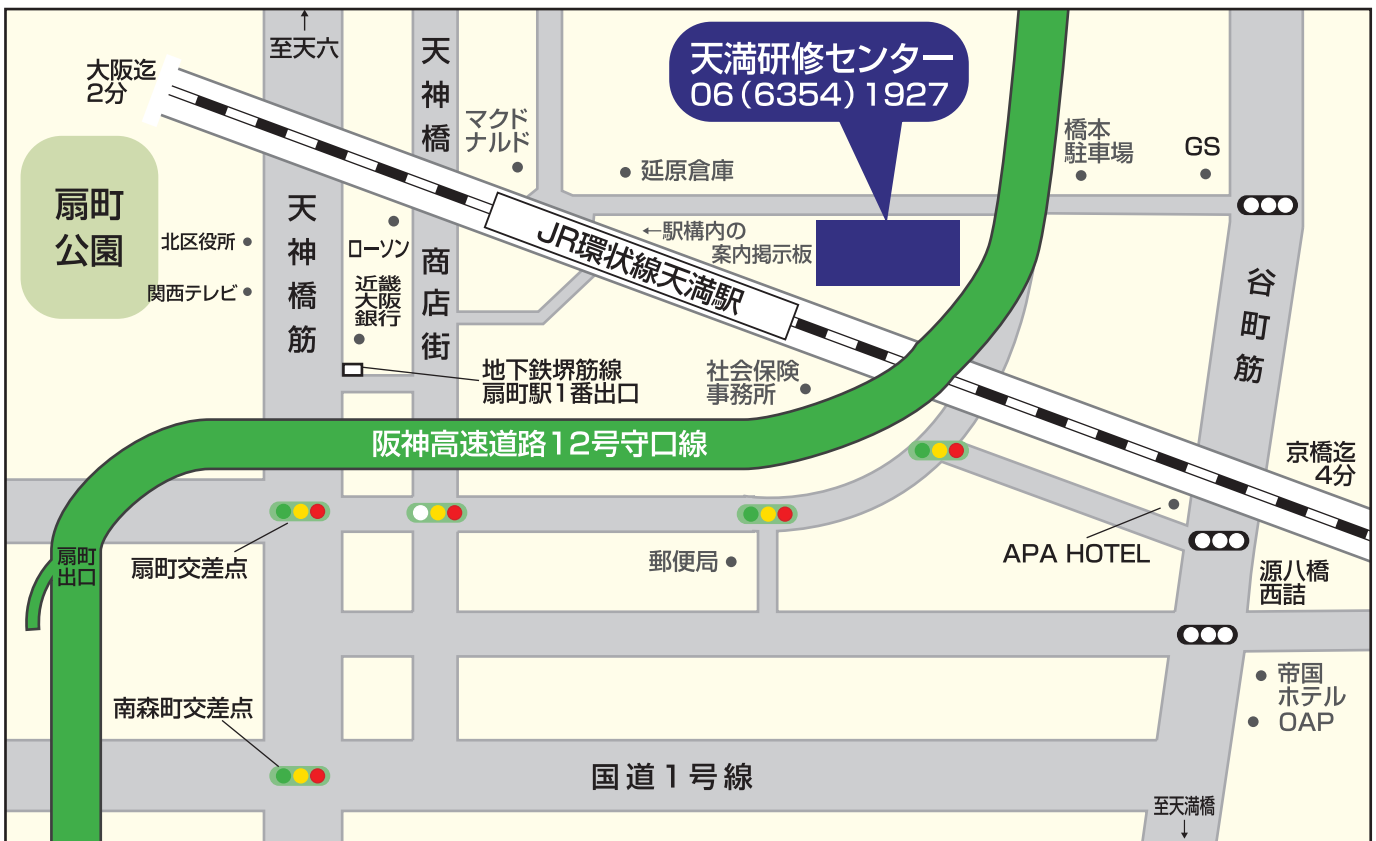 ↑
至天六
天神橋
天満研修センター
06(6354)1927
大阪迄
2分
マクド
ナルド
橋本
駐車場
GS
延原倉庫
扇町
公園
天神橋筋
北区役所
関西テレビ
ローソン
近畿
大阪
銀行
商店街
←駅構内の
案内掲示板
JR環状線天満駅
谷町筋
地下鉄堺筋線
扇町駅1番出口
社会保険
事務所
阪神高速道路12号守口線
京橋迄
4分
APA HOTEL
扇町
出口
扇町交差点
郵便局
源八橋
西詰
帝国
ホテル
OAP
南森町交差点
国道1号線
至天満橋
↓